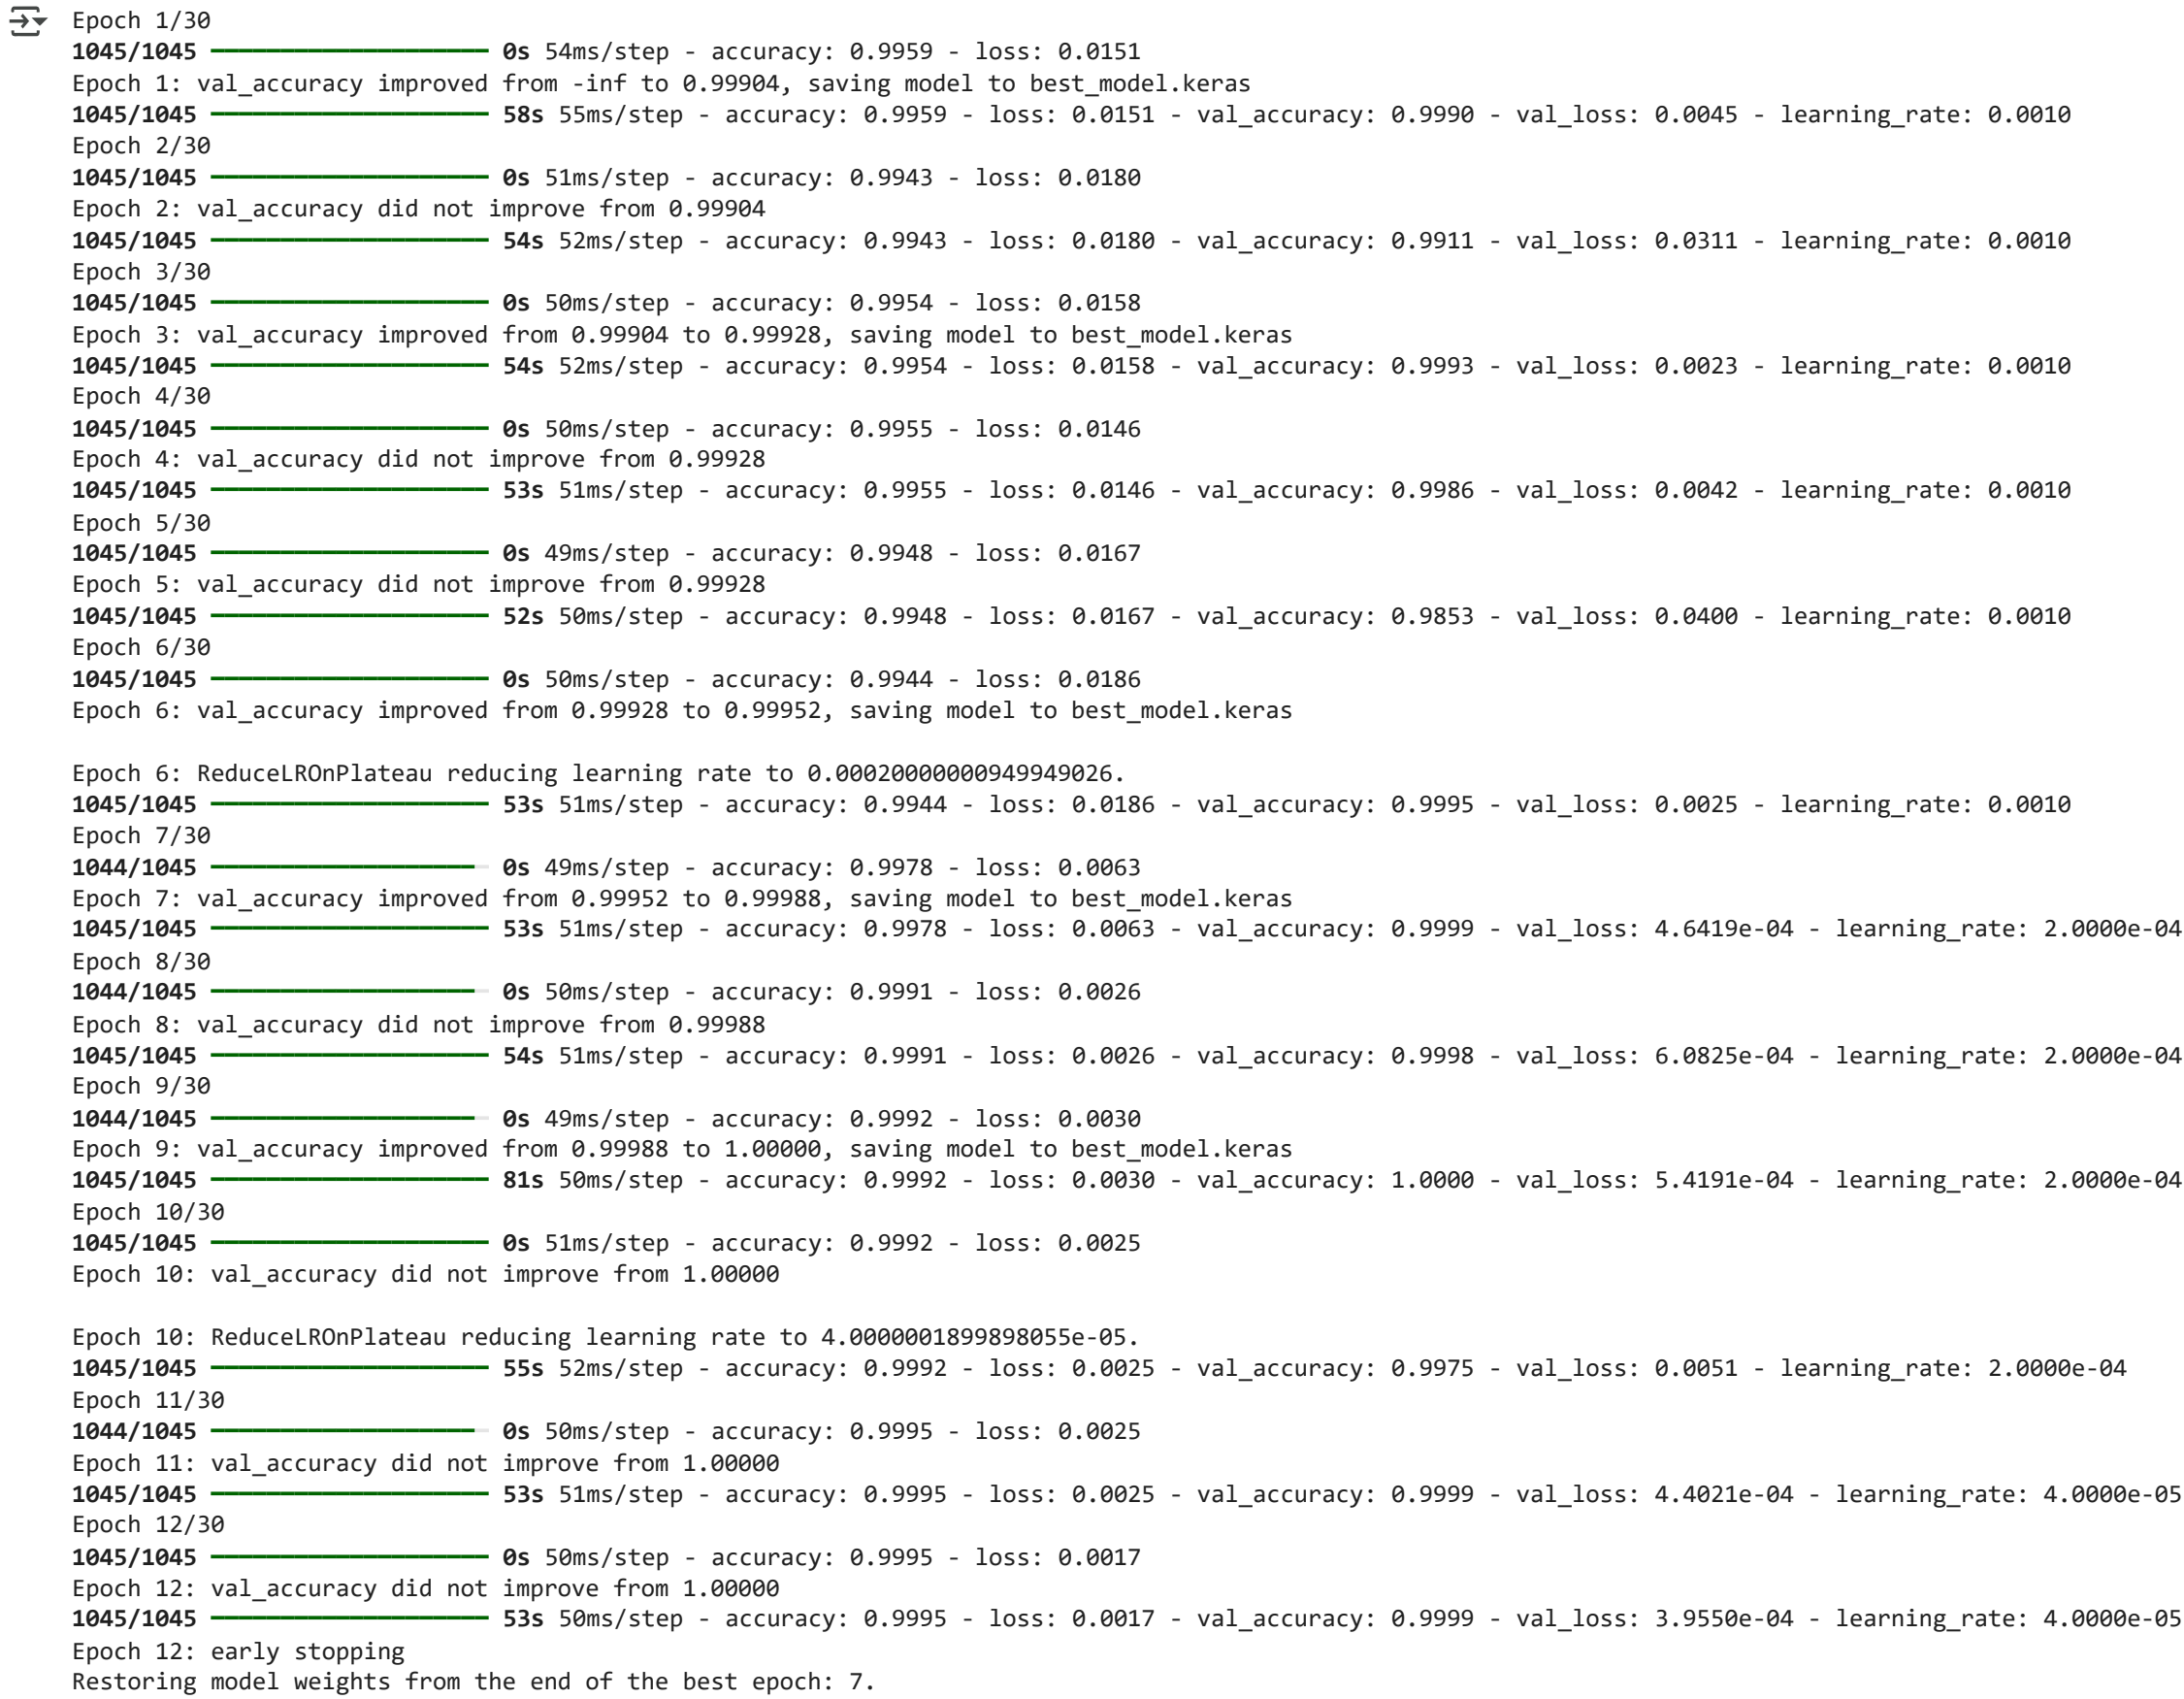 Epoch 1/30
1045/1045 ━━━━━━━━━━━━━━━━━━━━ 0s 54ms/step - accuracy: 0.9959 - loss: 0.0151
Epoch 1: val_accuracy improved from -inf to 0.99904, saving model to best_model.keras
1045/1045 ━━━━━━━━━━━━━━━━━━━━ 58s 55ms/step - accuracy: 0.9959 - loss: 0.0151 - val_accuracy: 0.9990 - val_loss: 0.0045 - learning_rate: 0.0010
Epoch 2/30
1045/1045 ━━━━━━━━━━━━━━━━━━━━ 0s 51ms/step - accuracy: 0.9943 - loss: 0.0180
Epoch 2: val_accuracy did not improve from 0.99904
1045/1045 ━━━━━━━━━━━━━━━━━━━━ 54s 52ms/step - accuracy: 0.9943 - loss: 0.0180 - val_accuracy: 0.9911 - val_loss: 0.0311 - learning_rate: 0.0010
Epoch 3/30
1045/1045 ━━━━━━━━━━━━━━━━━━━━ 0s 50ms/step - accuracy: 0.9954 - loss: 0.0158
Epoch 3: val_accuracy improved from 0.99904 to 0.99928, saving model to best_model.keras
1045/1045 ━━━━━━━━━━━━━━━━━━━━ 54s 52ms/step - accuracy: 0.9954 - loss: 0.0158 - val_accuracy: 0.9993 - val_loss: 0.0023 - learning_rate: 0.0010
Epoch 4/30
1045/1045 ━━━━━━━━━━━━━━━━━━━━ 0s 50ms/step - accuracy: 0.9955 - loss: 0.0146
Epoch 4: val_accuracy did not improve from 0.99928
1045/1045 ━━━━━━━━━━━━━━━━━━━━ 53s 51ms/step - accuracy: 0.9955 - loss: 0.0146 - val_accuracy: 0.9986 - val_loss: 0.0042 - learning_rate: 0.0010
Epoch 5/30
1045/1045 ━━━━━━━━━━━━━━━━━━━━ 0s 49ms/step - accuracy: 0.9948 - loss: 0.0167
Epoch 5: val_accuracy did not improve from 0.99928
1045/1045 ━━━━━━━━━━━━━━━━━━━━ 52s 50ms/step - accuracy: 0.9948 - loss: 0.0167 - val_accuracy: 0.9853 - val_loss: 0.0400 - learning_rate: 0.0010
Epoch 6/30
1045/1045 ━━━━━━━━━━━━━━━━━━━━ 0s 50ms/step - accuracy: 0.9944 - loss: 0.0186
Epoch 6: val_accuracy improved from 0.99928 to 0.99952, saving model to best_model.keras
Epoch 6: ReduceLROnPlateau reducing learning rate to 0.00020000000949949026.
1045/1045 ━━━━━━━━━━━━━━━━━━━━ 53s 51ms/step - accuracy: 0.9944 - loss: 0.0186 - val_accuracy: 0.9995 - val_loss: 0.0025 - learning_rate: 0.0010
Epoch 7/30
1044/1045 ━━━━━━━━━━━━━━━━━━━━ 0s 49ms/step - accuracy: 0.9978 - loss: 0.0063
Epoch 7: val_accuracy improved from 0.99952 to 0.99988, saving model to best_model.keras
1045/1045 ━━━━━━━━━━━━━━━━━━━━ 53s 51ms/step - accuracy: 0.9978 - loss: 0.0063 - val_accuracy: 0.9999 - val_loss: 4.6419e-04 - learning_rate: 2.0000e-04
Epoch 8/30
1044/1045 ━━━━━━━━━━━━━━━━━━━━ 0s 50ms/step - accuracy: 0.9991 - loss: 0.0026
Epoch 8: val_accuracy did not improve from 0.99988
1045/1045 ━━━━━━━━━━━━━━━━━━━━ 54s 51ms/step - accuracy: 0.9991 - loss: 0.0026 - val_accuracy: 0.9998 - val_loss: 6.0825e-04 - learning_rate: 2.0000e-04
Epoch 9/30
1044/1045 ━━━━━━━━━━━━━━━━━━━━ 0s 49ms/step - accuracy: 0.9992 - loss: 0.0030
Epoch 9: val_accuracy improved from 0.99988 to 1.00000, saving model to best_model.keras
1045/1045 ━━━━━━━━━━━━━━━━━━━━ 81s 50ms/step - accuracy: 0.9992 - loss: 0.0030 - val_accuracy: 1.0000 - val_loss: 5.4191e-04 - learning_rate: 2.0000e-04
Epoch 10/30
1045/1045 ━━━━━━━━━━━━━━━━━━━━ 0s 51ms/step - accuracy: 0.9992 - loss: 0.0025
Epoch 10: val_accuracy did not improve from 1.00000
Epoch 10: ReduceLROnPlateau reducing learning rate to 4.0000001899898055e-05.
1045/1045 ━━━━━━━━━━━━━━━━━━━━ 55s 52ms/step - accuracy: 0.9992 - loss: 0.0025 - val_accuracy: 0.9975 - val_loss: 0.0051 - learning_rate: 2.0000e-04
Epoch 11/30
1044/1045 ━━━━━━━━━━━━━━━━━━━━ 0s 50ms/step - accuracy: 0.9995 - loss: 0.0025
Epoch 11: val_accuracy did not improve from 1.00000
1045/1045 ━━━━━━━━━━━━━━━━━━━━ 53s 51ms/step - accuracy: 0.9995 - loss: 0.0025 - val_accuracy: 0.9999 - val_loss: 4.4021e-04 - learning_rate: 4.0000e-05
Epoch 12/30
1045/1045 ━━━━━━━━━━━━━━━━━━━━ 0s 50ms/step - accuracy: 0.9995 - loss: 0.0017
Epoch 12: val_accuracy did not improve from 1.00000
1045/1045 ━━━━━━━━━━━━━━━━━━━━ 53s 50ms/step - accuracy: 0.9995 - loss: 0.0017 - val_accuracy: 0.9999 - val_loss: 3.9550e-04 - learning_rate: 4.0000e-05
Epoch 12: early stopping
Restoring model weights from the end of the best epoch: 7.